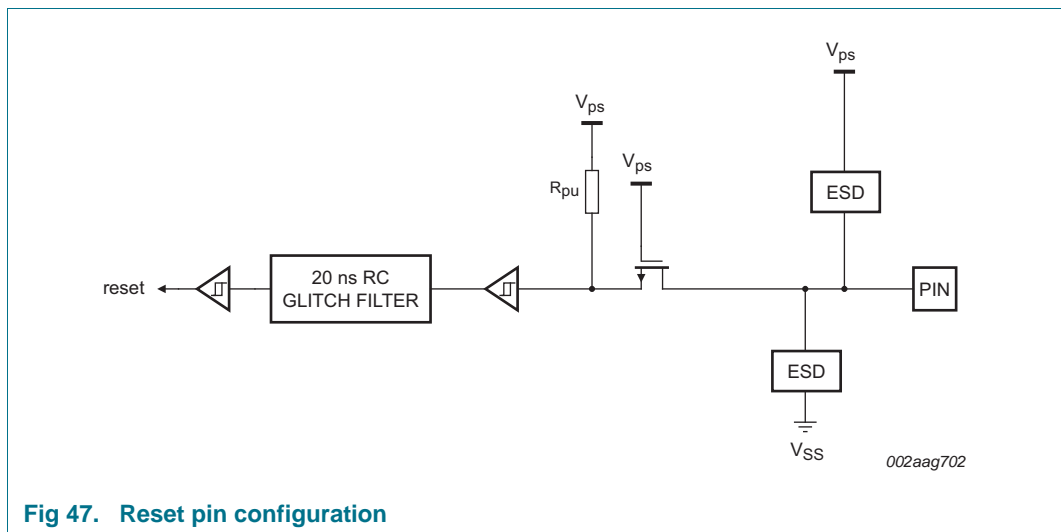 Vps
Vps
Vps
Rpu
ESD
reset
20 ns RC
GLITCH FILTER
PIN
ESD
VSS
002aag702
Fig 47. Reset pin configuration